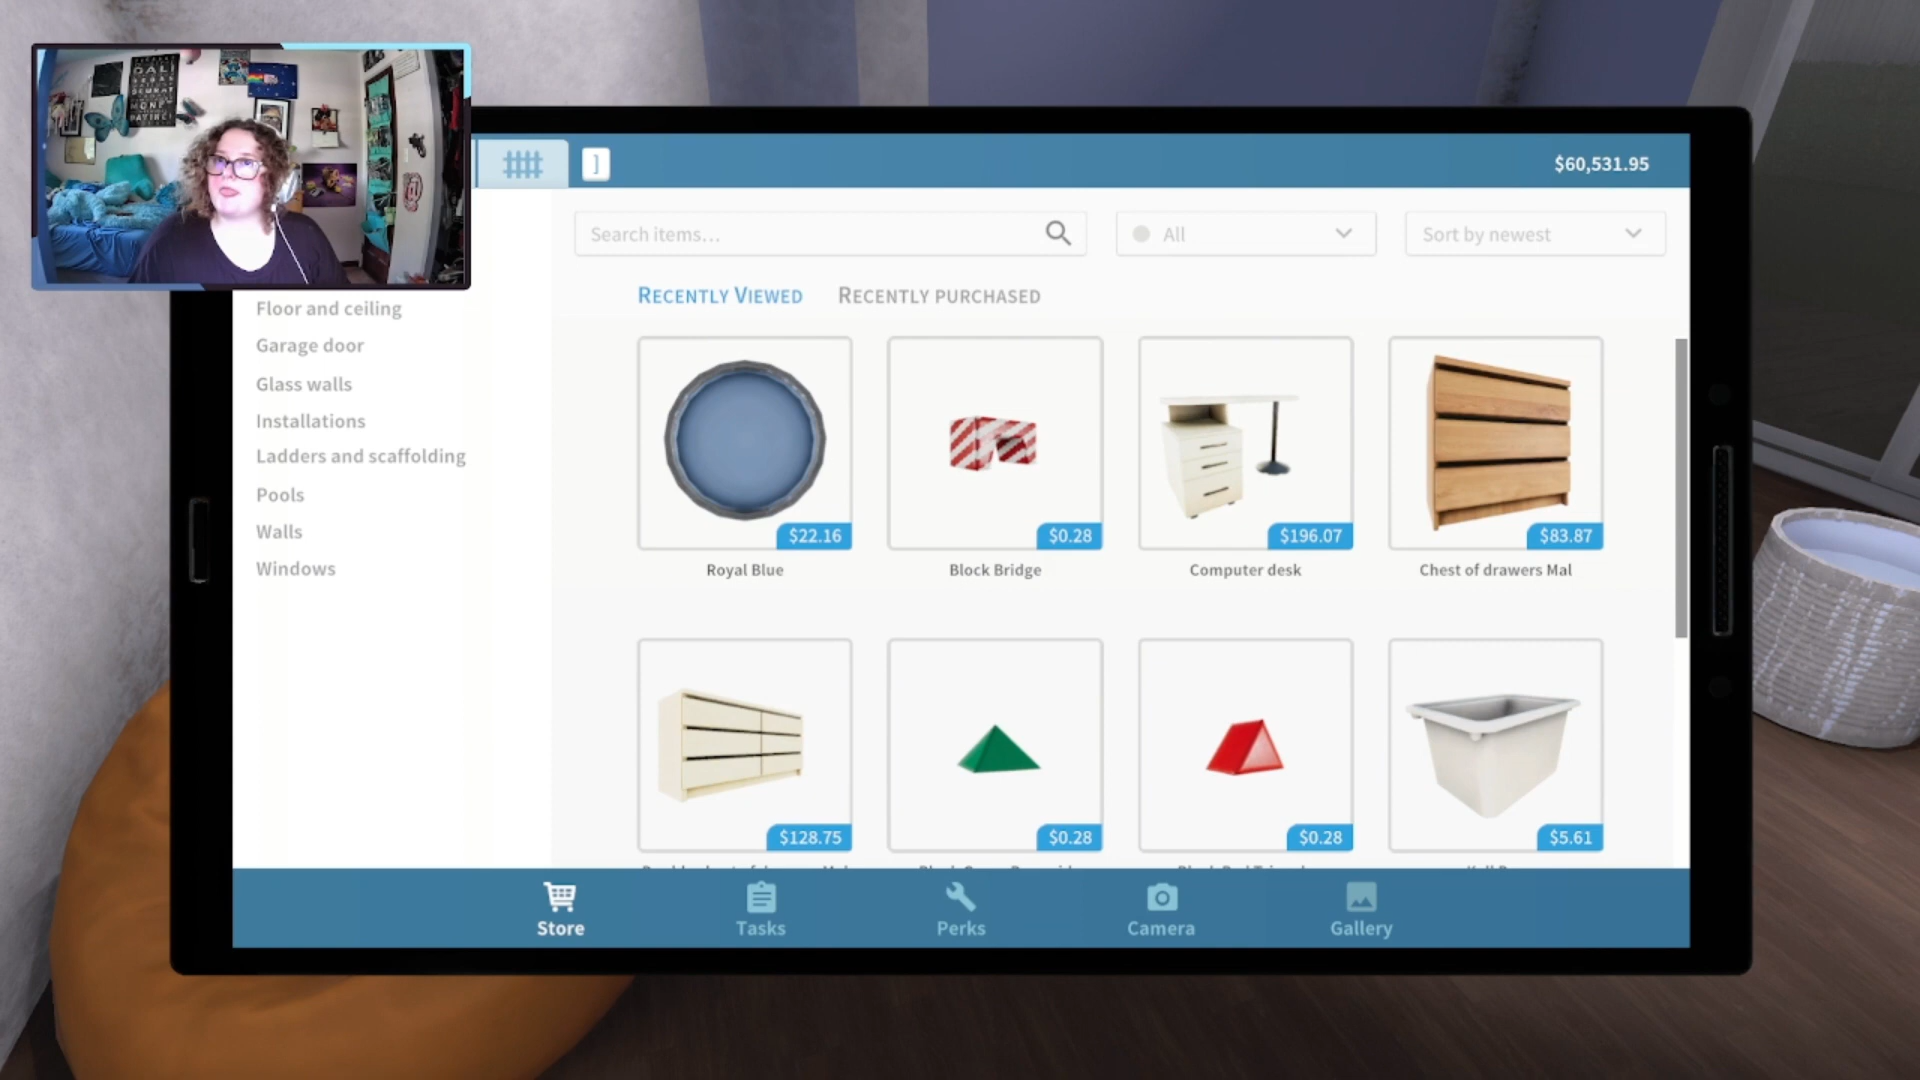 DALI
MONE
]
$60,531.95
Search items...
All
Sort by newest
RECENTLY VIEWED
RECENTLY PURCHASED
Floor and ceiling
Garage door
Glass walls
Installations
Ladders and scaffolding
Pools
Walls
Windows
$22.16
$0.28
$196.07
$83.87
Royal Blue
Block Bridge
Computer desk
Chest of drawers Mal
$128.75
$0.28
$0.28
$5.61
Store
Tasks
Perks
Camera
Gallery